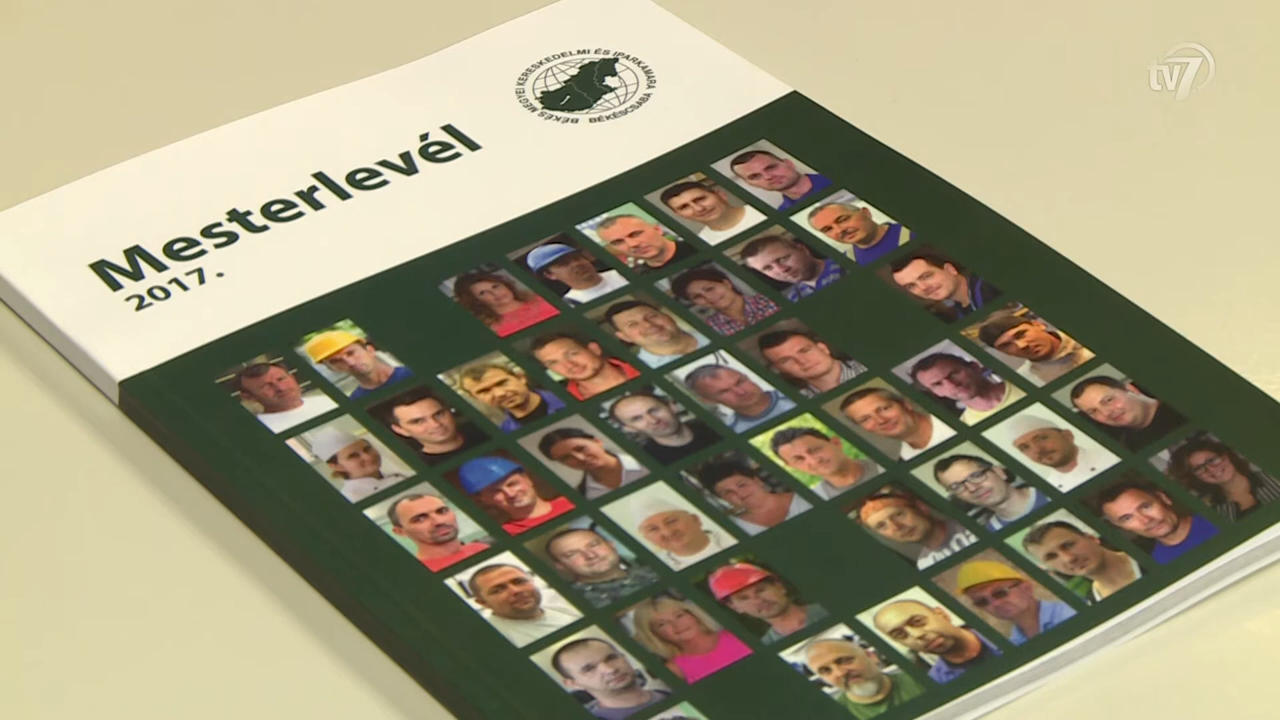 tv7
BÉKÉS MEGYEI KERESKEDELMI ÉS IPARKAMARA
BÉKÉSCSABA
Mesterlevél
2017.